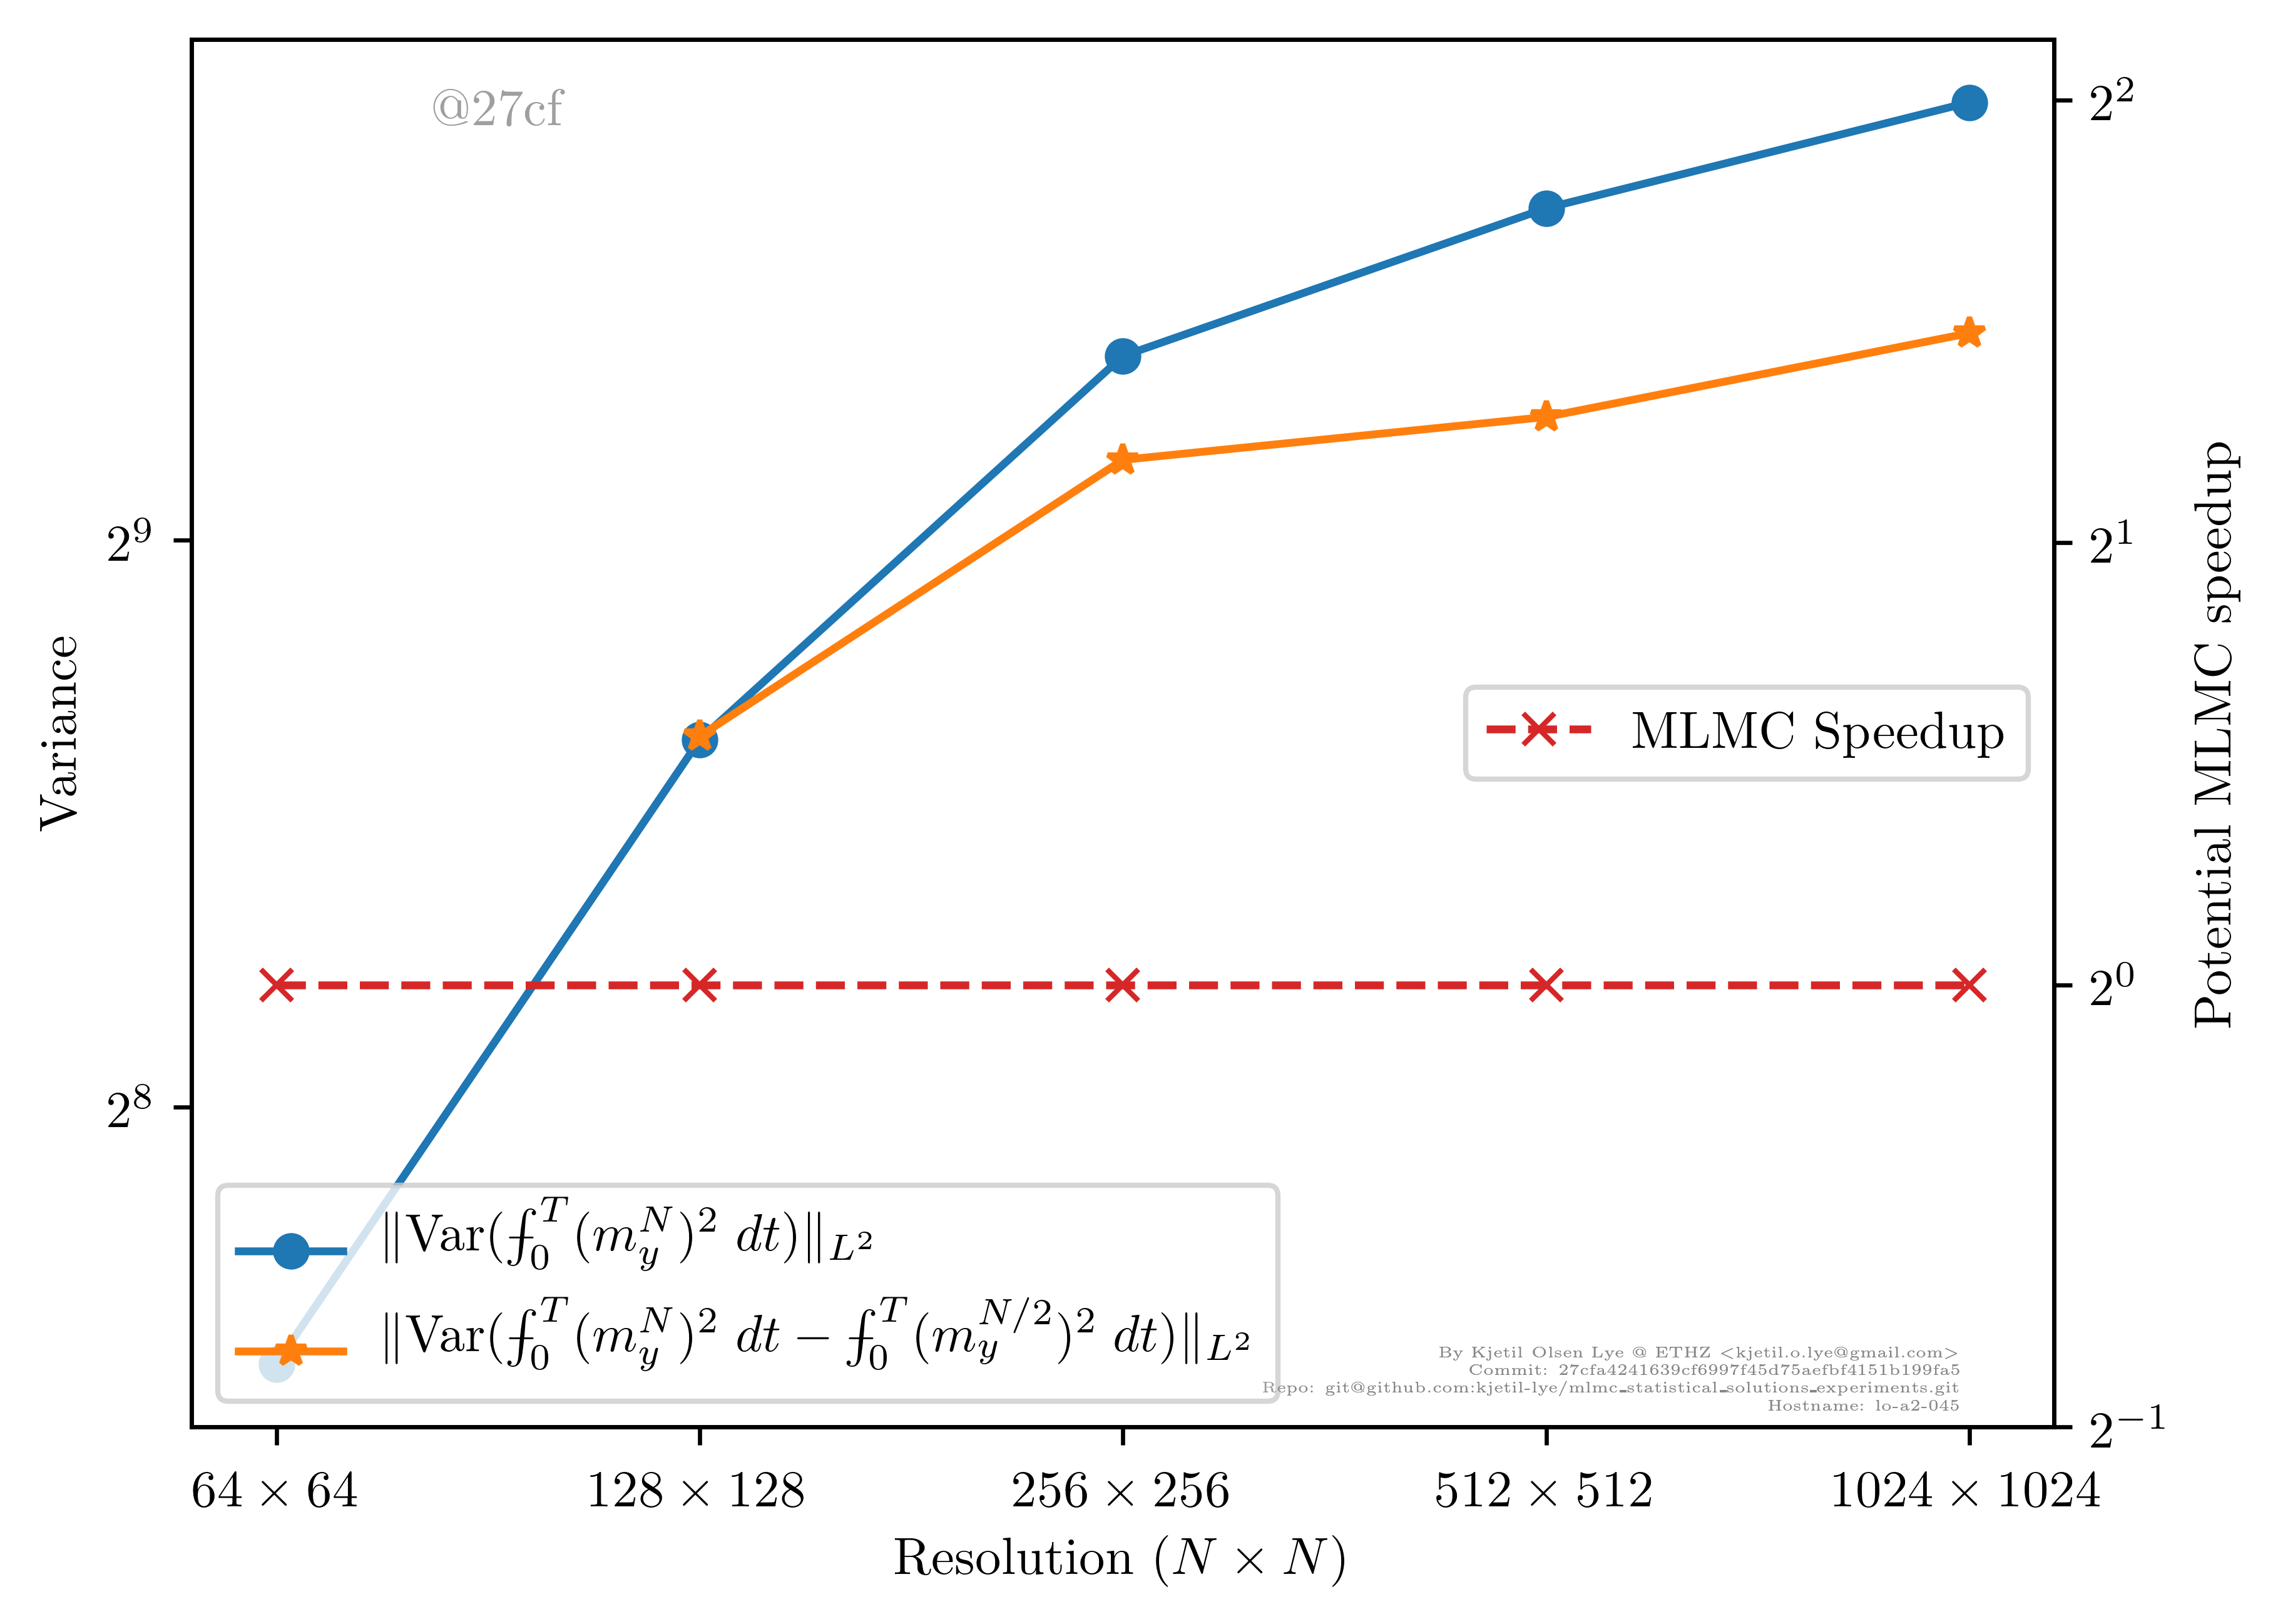 @27cf
2^2
2^9
2^1
Variance
Potential MLMC speedup
MLMC Speedup
2^0
2^8
‖Var(⨍_0^T (m_y^N)^2 dt)‖_{L^2}
‖Var(⨍_0^T (m_y^N)^2 dt − ⨍_0^T (m_y^{N/2})^2 dt)‖_{L^2}
By Kjetil Olsen Lye @ ETHZ <kjetil.o.lye@gmail.com>
Commit: 27cfa4241639cf6997f45d75aefbf4151b199fa5
Repo: git@github.com:kjetil-lye/mlmc_statistical_solutions_experiments.git
Hostname: lo-a2-045
2^{−1}
64 × 64 128 × 128 256 × 256 512 × 512 1024 × 1024
Resolution (N × N)